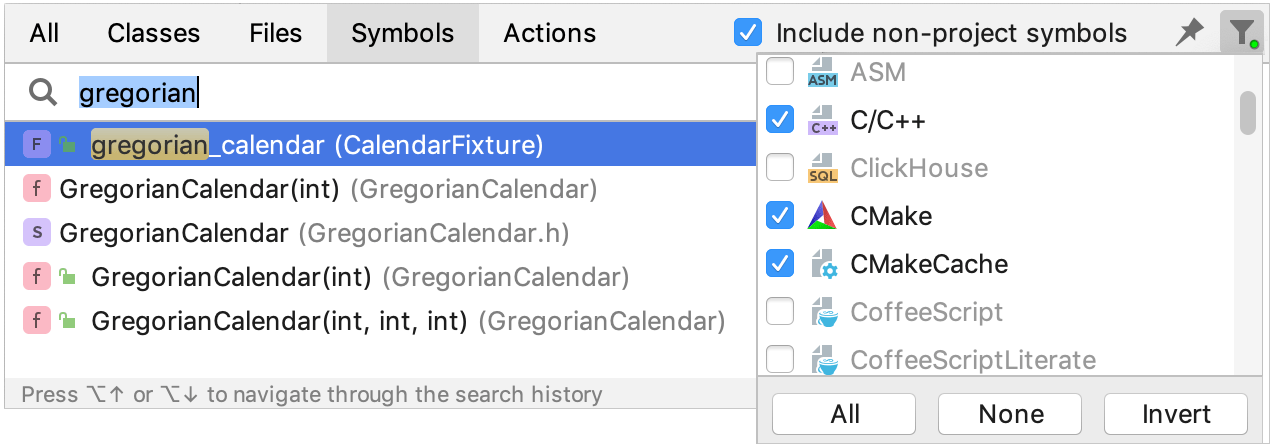 All Classes Files Symbols Actions Include non-project symbols
gregorian
gregorian_calendar (CalendarFixture)
F
GregorianCalendar(int) (GregorianCalendar)
f
GregorianCalendar (GregorianCalendar.h)
S
f GregorianCalendar(int) (GregorianCalendar)
f GregorianCalendar(int, int, int) (GregorianCalendar)
Press ⌥↑ or ⌥↓ to navigate through the search history
ASM ASM
C++ C/C++
SQL ClickHouse
CMake
CMakeCache
CoffeeScript
CoffeeScriptLiterate
All None Invert